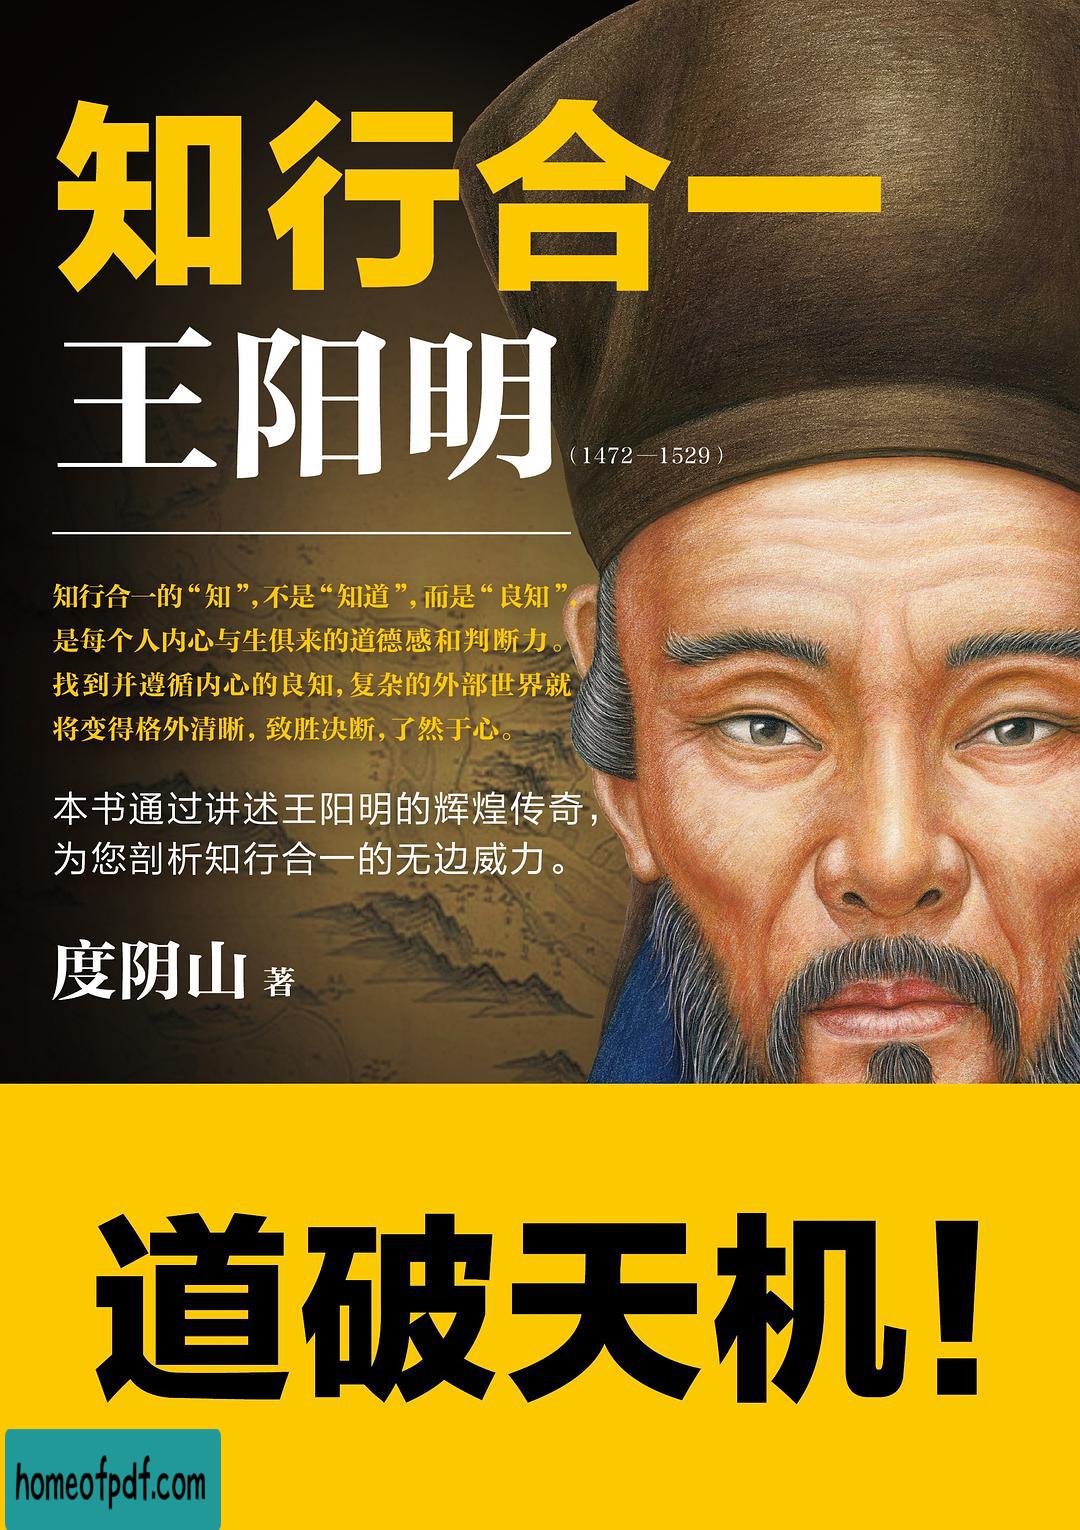 知行合一
王阳明(1472—1529)
知行合一的“知”,不是“知道”,而是“良知”,
是每个人内心与生俱来的道德感和判断力。
找到并遵循内心的良知,复杂的外部世界就
将变得格外清晰,致胜决断,了然于心。
本书通过讲述王阳明的辉煌传奇,
为您剖析知行合一的无边威力。
度阴山 著
道破天机!
homeofpdf.com